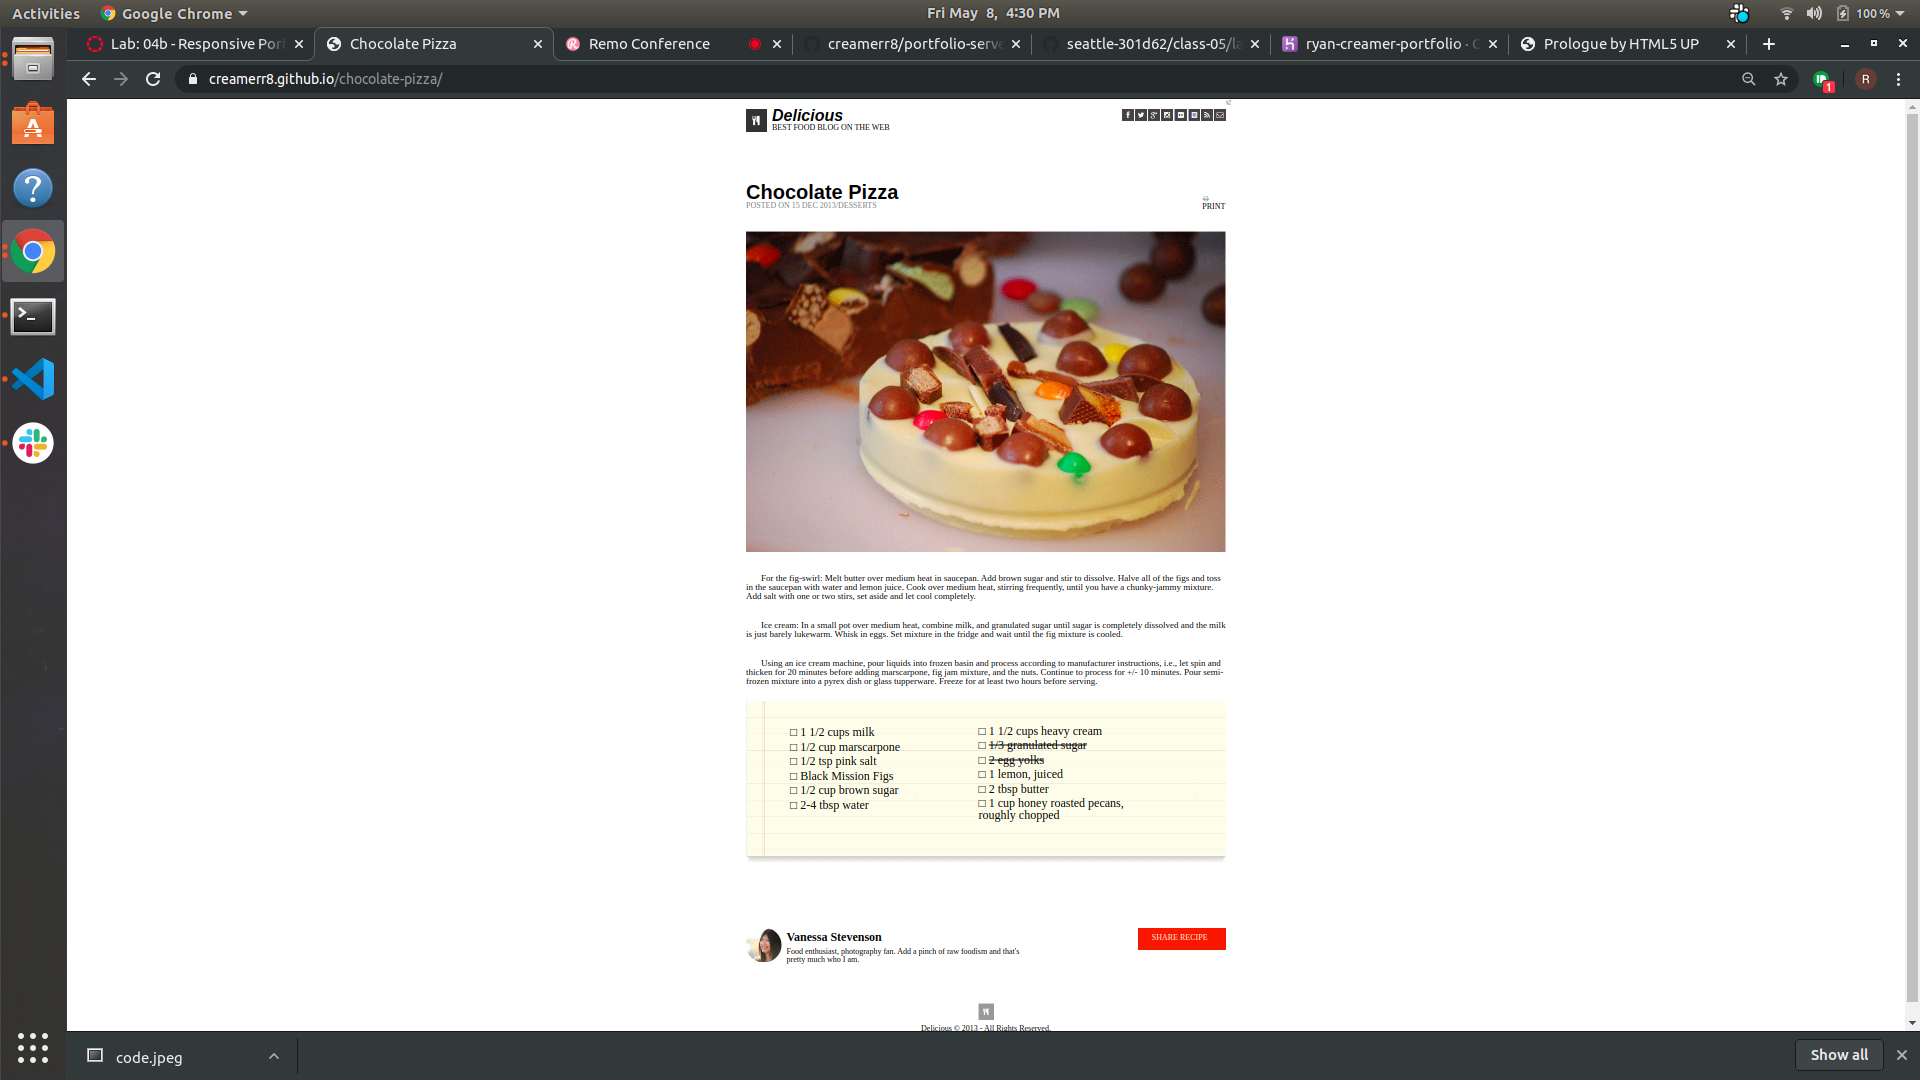 Activities
Google Chrome
Fri May 8, 4:30 PM
100 %
Lab: 04b - Responsive Por
Chocolate Pizza
Remo Conference
creamerr8/portfolio-serve
seattle-301d62/class-05/la
ryan-creamer-portfolio · C
Prologue by HTML5 UP
creamerr8.github.io/chocolate-pizza/
1
R
Delicious
BEST FOOD BLOG ON THE WEB
Chocolate Pizza
POSTED ON 15 DEC 2013/DESSERTS
PRINT
For the fig-swirl: Melt butter over medium heat in saucepan. Add brown sugar and stir to dissolve. Halve all of the figs and toss
in the saucepan with water and lemon juice. Cook over medium heat, stirring frequently, until you have a chunky-jammy mixture.
Add salt with one or two stirs, set aside and let cool completely.
Ice cream: In a small pot over medium heat, combine milk, and granulated sugar until sugar is completely dissolved and the milk
is just barely lukewarm. Whisk in eggs. Set mixture in the fridge and wait until the fig mixture is cooled.
Using an ice cream machine, pour liquids into frozen basin and process according to manufacturer instructions, i.e., let spin and
thicken for 20 minutes before adding marscarpone, fig jam mixture, and the nuts. Continue to process for +/- 10 minutes. Pour semi-
frozen mixture into a pyrex dish or glass tupperware. Freeze for at least two hours before serving.
1 1/2 cups milk
1/2 cup marscarpone
1/2 tsp pink salt
Black Mission Figs
1/2 cup brown sugar
2-4 tbsp water
1 1/2 cups heavy cream
1/3 granulated sugar
2 egg yolks
1 lemon, juiced
2 tbsp butter
1 cup honey roasted pecans,
roughly chopped
Vanessa Stevenson
Food enthusiast, photography fan. Add a pinch of raw foodism and that's
pretty much who I am.
SHARE RECIPE
Delicious © 2013 - All Rights Reserved.
code.jpeg
Show all